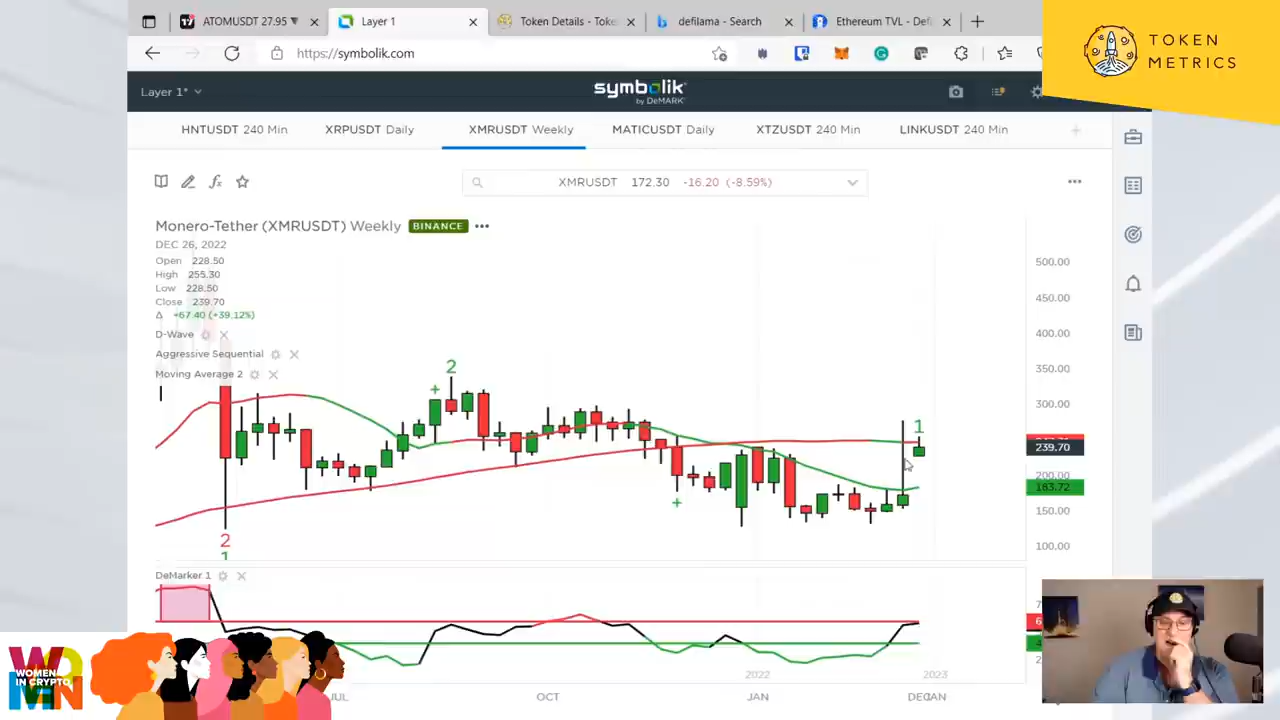 ATOMUSDT 27.95
Layer 1
Token Details - Toke
defilama - Search
Ethereum TVL - Def
TOKEN
METRICS
https://symbolik.com
Layer 1*
symbolik
by DeMARK
HNTUSDT 240 Min
XRPUSDT Daily
XMRUSDT Weekly
MATICUSDT Daily
XTZUSDT 240 Min
LINKUSDT 240 Min
XMRUSDT 172.30 -16.20 (-8.59%)
Monero-Tether (XMRUSDT) Weekly BINANCE
DEC 26, 2022
Open 228.50
High 255.30
Low 228.50
Close 239.70
Δ +67.40 (+39.12%)
D-Wave
Aggressive Sequential
Moving Average 2
500.00
450.00
400.00
350.00
300.00
239.70
200.00
183.72
150.00
100.00
2
+
1
+
2
1
DeMarker 1
2022
2023
JUL
OCT
JAN
WOMEN
IN CRYPTO